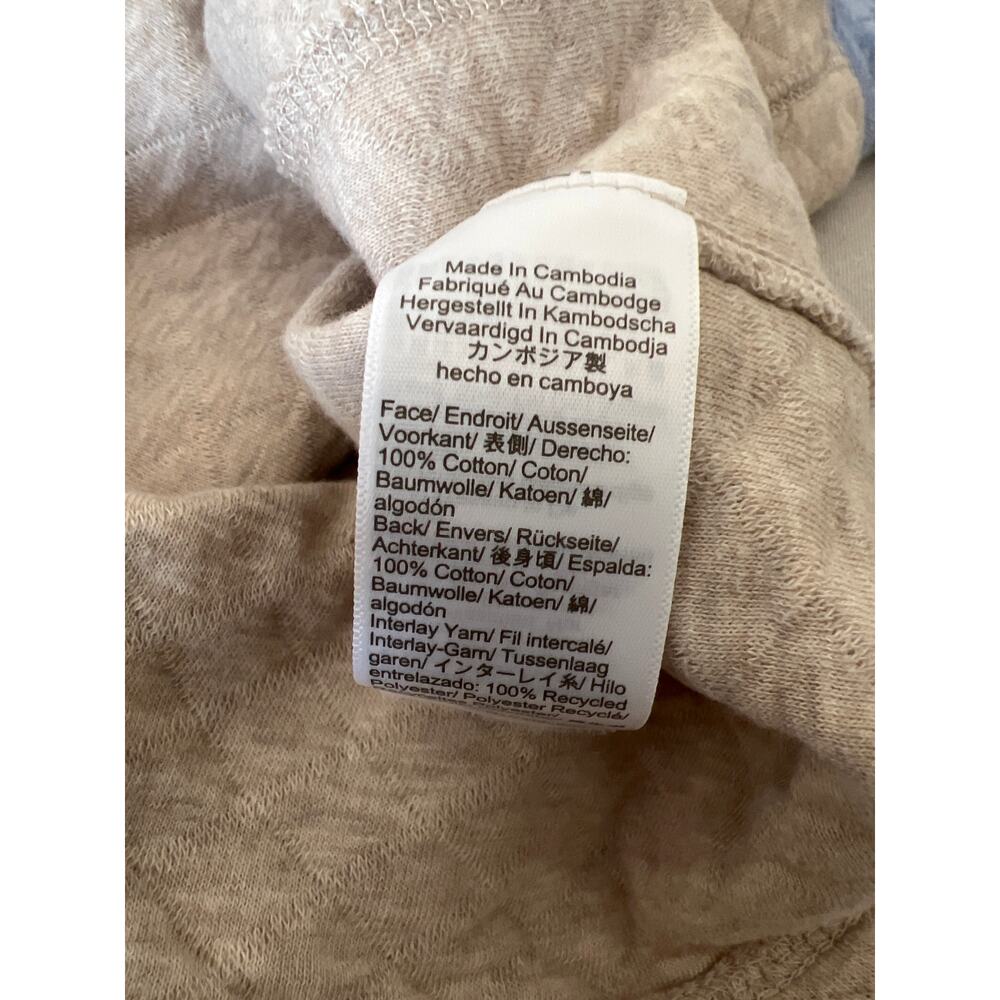 Made In Cambodia
Fabriqué Au Cambodge
Hergestellt In Kambodscha
Vervaardigd In Cambodja
カンボジア製
hecho en camboya
Face/ Endroit/ Aussenseite/
Voorkant/ 表側/ Derecho:
100% Cotton/ Coton/
Baumwolle/ Katoen/ 綿/
algodón
Back/ Envers/ Rückseite/
Achterkant/ 後身頃/ Espalda:
100% Cotton/ Coton/
Baumwolle/ Katoen/ 綿/
algodón
Interlay Yarn/ Fil intercalé/
Interlay-Garn/ Tussenlaag
garen/ インターレイ糸/ Hilo
entrelazado: 100% Recycled
Polyester/ Polyester Recyclé/
Polyester/